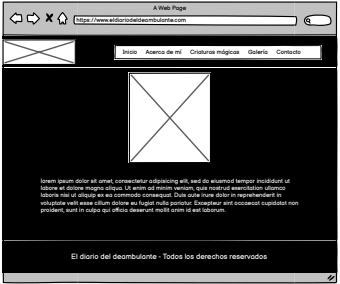 A Web Page
https://www.eldiariodeldeambulante.com
Inicio Acerca de mí Criaturas mágicas Galería Contacto
lorem ipsum dolor sit amet, consectetur adipisicing elit, sed do eiusmod tempor incididunt ut
labore et dolore magna aliqua. Ut enim ad minim veniam, quis nostrud exercitation ullamco
laboris nisi ut aliquip ex ea commodo consequat. Duis aute irure dolor in reprehenderit in
voluptate velit esse cillum dolore eu fugiat nulla pariatur. Excepteur sint occaecat cupidatat non
proident, sunt in culpa qui officia deserunt mollit anim id est laborum.
El diario del deambulante - Todos los derechos reservados